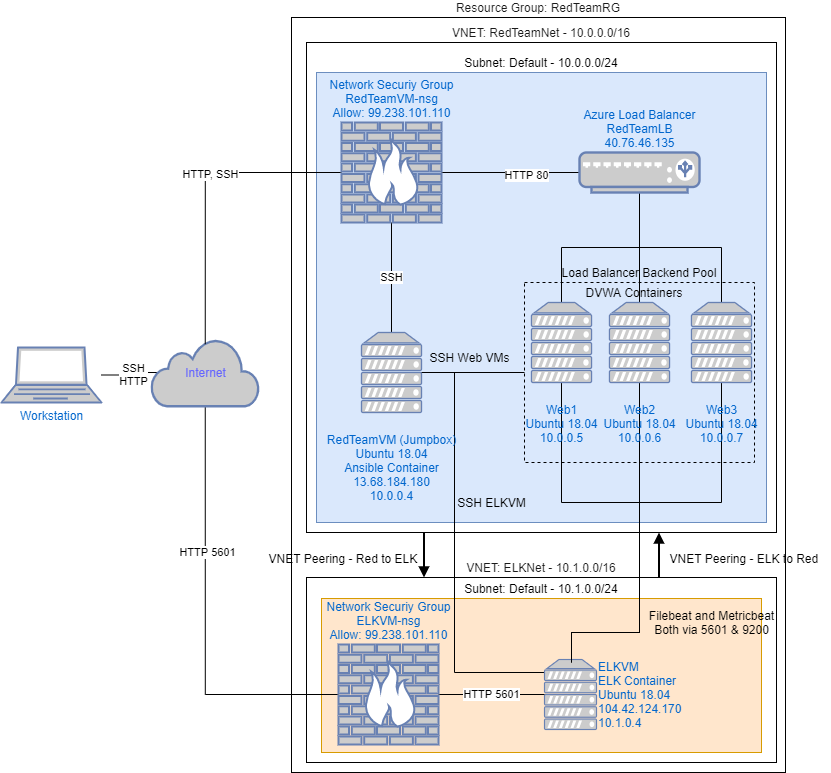 Resource Group: RedTeamRG
VNET: RedTeamNet - 10.0.0.0/16
Subnet: Default - 10.0.0.0/24
Network Securiy Group
RedTeamVM-nsg
Allow: 99.238.101.110
Azure Load Balancer
RedTeamLB
40.76.46.135
HTTP, SSH
HTTP 80
SSH
Load Balancer Backend Pool
DVWA Containers
SSH Web VMs
SSH
HTTP
Internet
Workstation
Web1
Ubuntu 18.04
10.0.0.5
Web2
Ubuntu 18.04
10.0.0.6
Web3
Ubuntu 18.04
10.0.0.7
RedTeamVM (Jumpbox)
Ubuntu 18.04
Ansible Container
13.68.184.180
10.0.0.4
SSH ELKVM
HTTP 5601
VNET Peering - Red to ELK
VNET Peering - ELK to Red
VNET: ELKNet - 10.1.0.0/16
Subnet: Default - 10.1.0.0/24
Network Securiy Group
ELKVM-nsg
Allow: 99.238.101.110
Filebeat and Metricbeat
Both via 5601 & 9200
HTTP 5601
ELKVM
ELK Container
Ubuntu 18.04
104.42.124.170
10.1.0.4